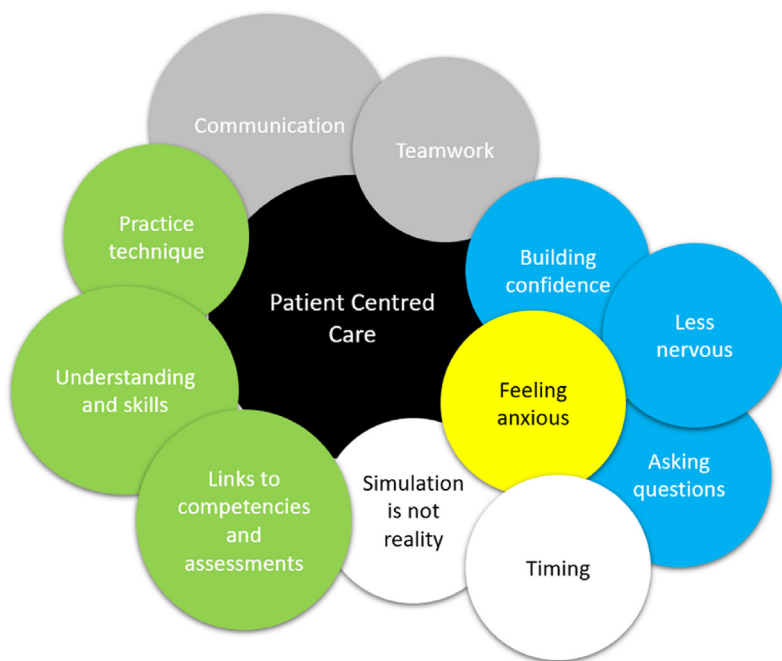 Communication
Teamwork
Practice
technique
Building
confidence
Patient Centred
Care
Less
nervous
Understanding
and skills
Feeling
anxious
Links to
competencies
and
assessments
Simulation
is not
reality
Asking
questions
Timing